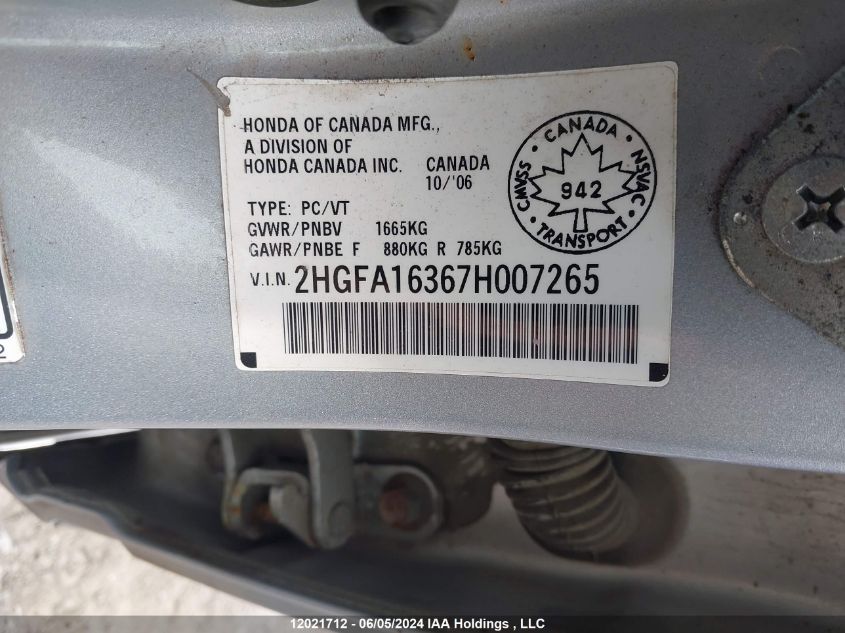 HONDA OF CANADA MFG.,
A DIVISION OF
HONDA CANADA INC. CANADA
10/'06
TYPE: PC/VT
GVWR/PNBV 1665KG
GAWR/PNBE F 880KG R 785KG
V.I.N. 2HGFA16367H007265
CANADA
CMVSS
NSVAC
942
TRANSPORT
2
12021712 - 06/05/2024 IAA Holdings , LLC